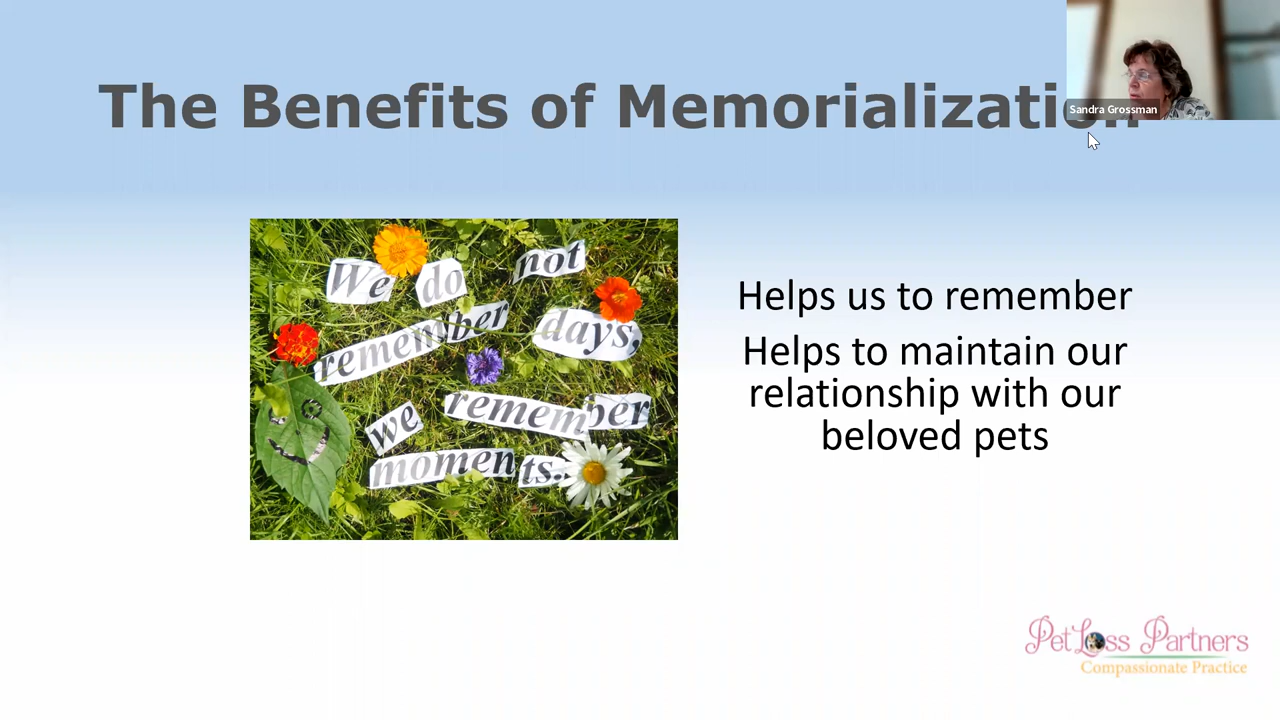 The Benefits of Memorialization
Sandra Grossman
We do not
remember days,
we remember
moments..
Helps us to remember
Helps to maintain our
relationship with our
beloved pets
Pet Loss Partners
Compassionate Practice